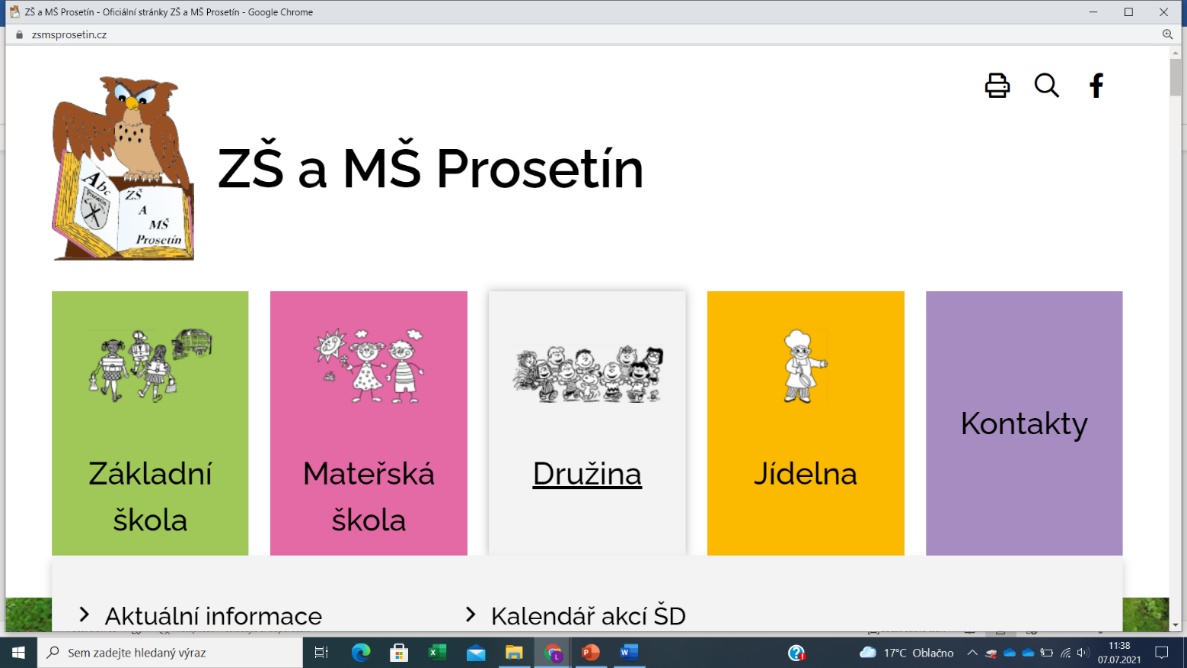 ZŠ a MŠ Prosetín - Oficiální stránky ZŠ a MŠ Prosetín - Google Chrome
zsmsprosetin.cz
Abc
ZŠ
A
MŠ
Prosetín
ZŠ a MŠ Prosetín
Základní
škola
Mateřská
škola
Družina
Jídelna
Kontakty
Aktuální informace
Kalendář akcí ŠD
Sem zadejte hledaný výraz
17°C Oblačno
11:38
07.07.2021